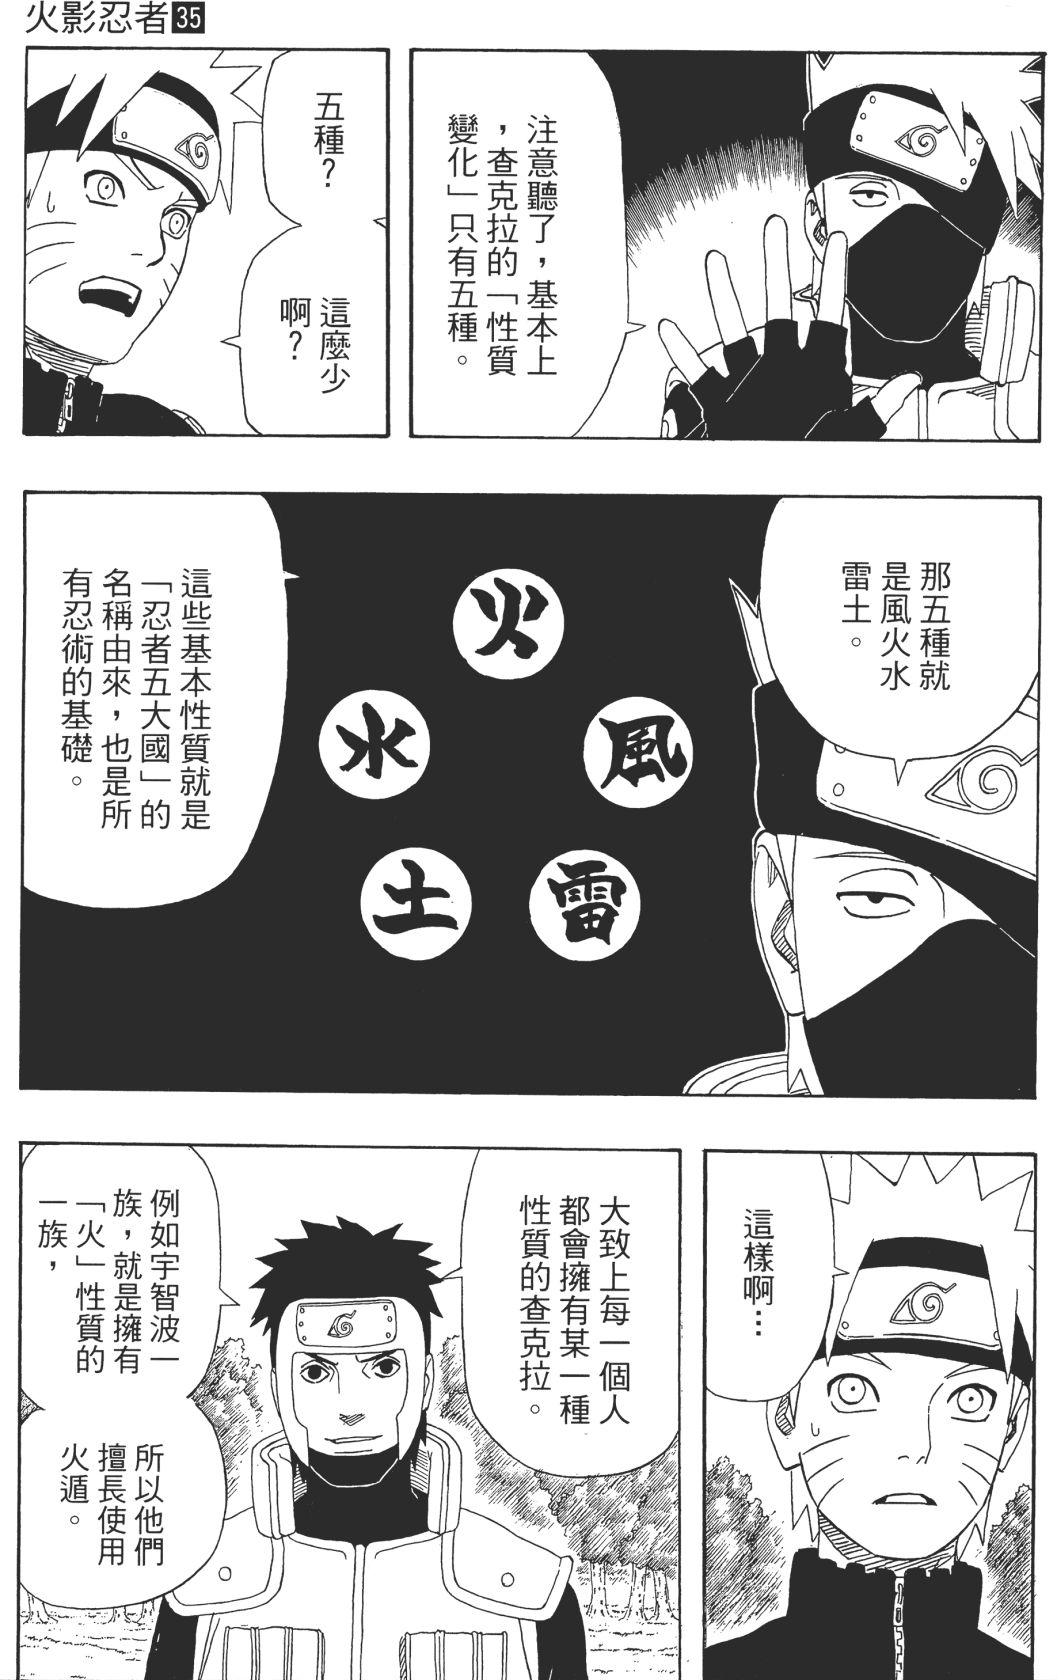 火影忍者35
注意聽了，基本上
，查克拉的「性質
變化」只有五種。
五種？
這麼少
啊？
那五種就
是風火水
雷土。
火
風
水
雷
土
這些基本性質就是
「忍者五大國」的
名稱由來，也是所
有忍術的基礎。
這樣啊…
大致上每一個人
都會擁有某一種
性質的查克拉。
例如宇智波一
族，就是擁有
「火」性質的
一族，
所以他們
擅長使用
火遁。